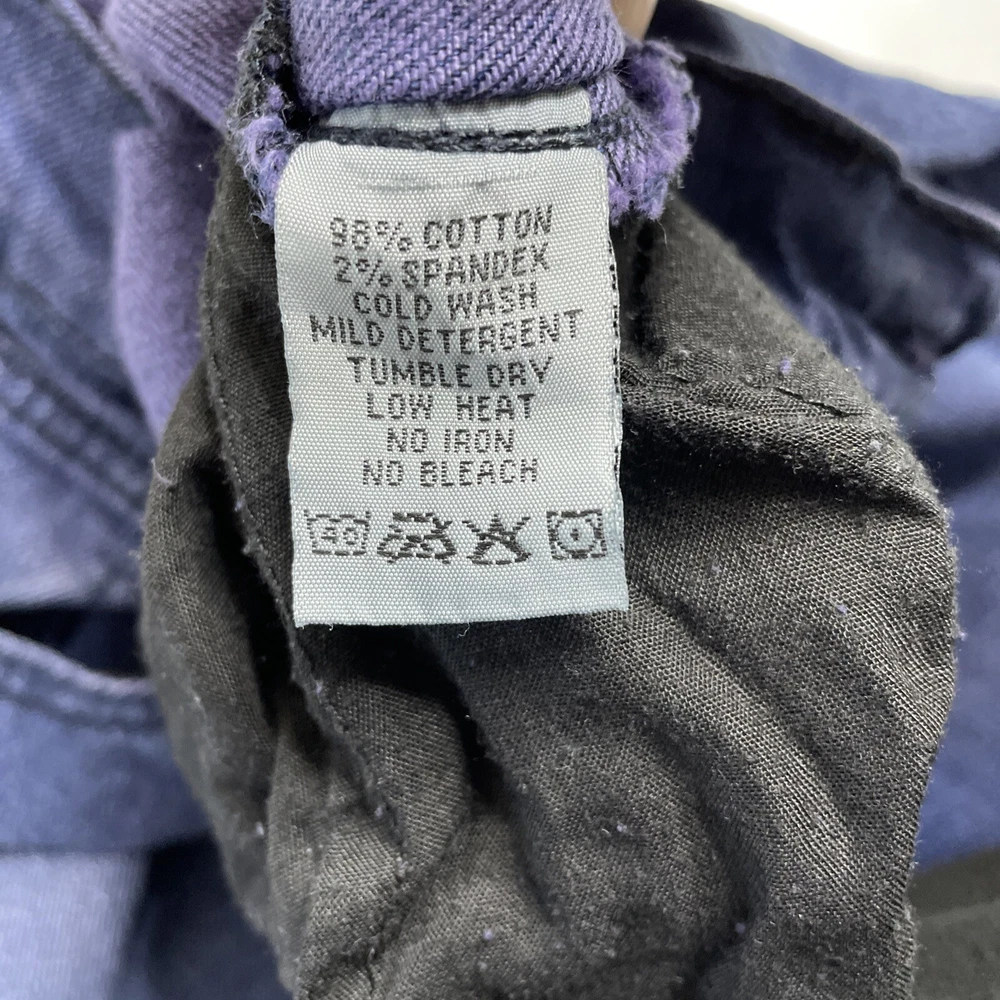 98% COTTON
2% SPANDEX
COLD WASH
MILD DETERGENT
TUMBLE DRY
LOW HEAT
NO IRON
NO BLEACH